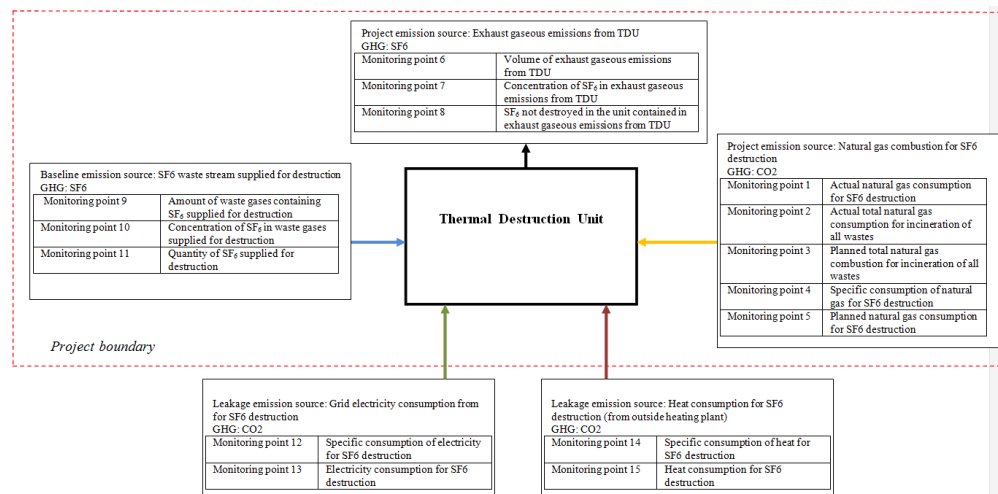 Project emission source: Exhaust gaseous emissions from TDU
GHG: SF6
Monitoring point 6 Volume of exhaust gaseous emissions
from TDU
Monitoring point 7 Concentration of SF₆ in exhaust gaseous
emissions from TDU
Monitoring point 8 SF₆ not destroyed in the unit contained in
exhaust gaseous emissions from TDU
Baseline emission source: SF6 waste stream supplied for destruction
GHG: SF6
Monitoring point 9 Amount of waste gases containing
SF₆ supplied for destruction
Monitoring point 10 Concentration of SF₆ in waste gases
supplied for destruction
Monitoring point 11 Quantity of SF₆ supplied for
destruction
Thermal Destruction Unit
Project emission source: Natural gas combustion for SF6
destruction
GHG: CO2
Monitoring point 1 Actual natural gas consumption
for SF6 destruction
Monitoring point 2 Actual total natural gas
consumption for incineration of
all wastes
Monitoring point 3 Planned total natural gas
combustion for incineration of all
wastes
Monitoring point 4 Specific consumption of natural
gas for SF6 destruction
Monitoring point 5 Planned natural gas consumption
for SF6 destruction
Project boundary
Leakage emission source: Grid electricity consumption from
for SF6 destruction
GHG: CO2
Monitoring point 12 Specific consumption of electricity
for SF6 destruction
Monitoring point 13 Electricity consumption for SF6
destruction
Leakage emission source: Heat consumption for SF6
destruction (from outside heating plant)
GHG: CO2
Monitoring point 14 Specific consumption of heat for
SF6 destruction
Monitoring point 15 Heat consumption for SF6
destruction